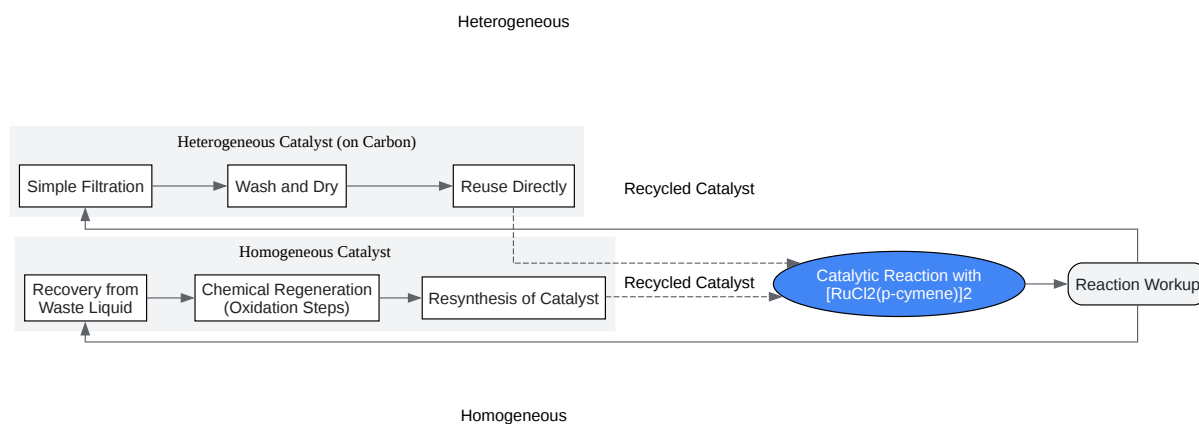 Heterogeneous
Heterogeneous Catalyst (on Carbon)
Simple Filtration
Wash and Dry
Reuse Directly
Recycled Catalyst
Homogeneous Catalyst
Recovery from
Waste Liquid
Chemical Regeneration
(Oxidation Steps)
Resynthesis of Catalyst
Recycled Catalyst
Catalytic Reaction with
[RuCl2(p-cymene)]2
Reaction Workup
Homogeneous